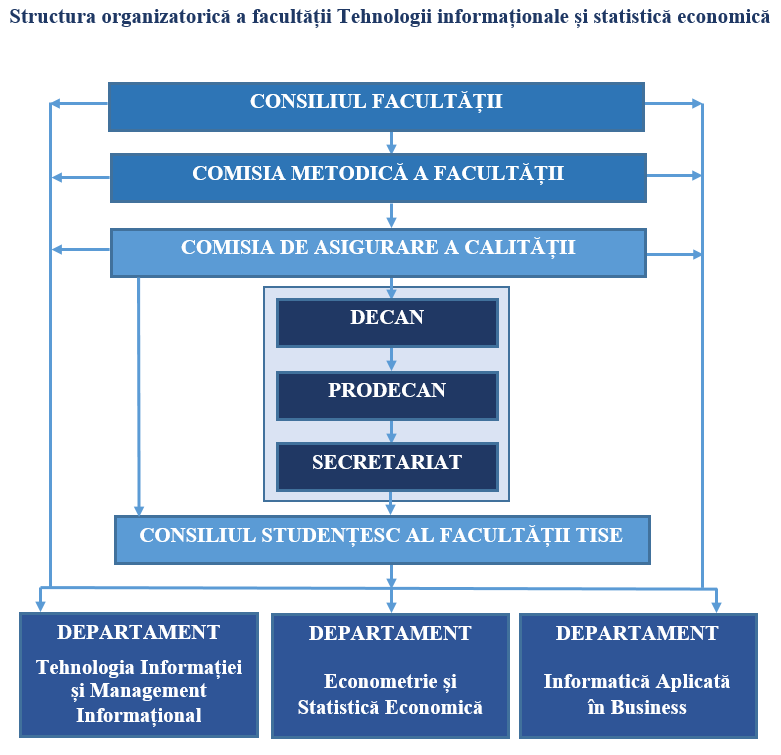 Structura organizatorică a facultății Tehnologii informaționale și statistică economică
CONSILIUL FACULTĂȚII
COMISIA METODICĂ A FACULTĂȚII
COMISIA DE ASIGURARE A CALITĂȚII
DECAN
PRODECAN
SECRETARIAT
CONSILIUL STUDENȚESC AL FACULTĂȚII TISE
DEPARTAMENT
Tehnologia Informației
și Management
Informațional
DEPARTAMENT
Econometrie și
Statistică Economică
DEPARTAMENT
Informatică Aplicată
în Business